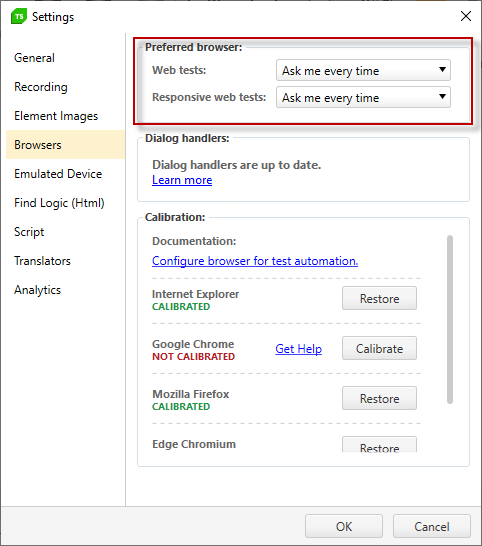 TS Settings
General
Recording
Element Images
Browsers
Emulated Device
Find Logic (Html)
Script
Translators
Analytics
Preferred browser:
Web tests: Ask me every time
Responsive web tests: Ask me every time
Dialog handlers:
Dialog handlers are up to date.
Learn more
Calibration:
Documentation:
Configure browser for test automation.
Internet Explorer
CALIBRATED
Restore
Google Chrome
NOT CALIBRATED
Get Help
Calibrate
Mozilla Firefox
CALIBRATED
Restore
Edge Chromium
Restore
OK
Cancel